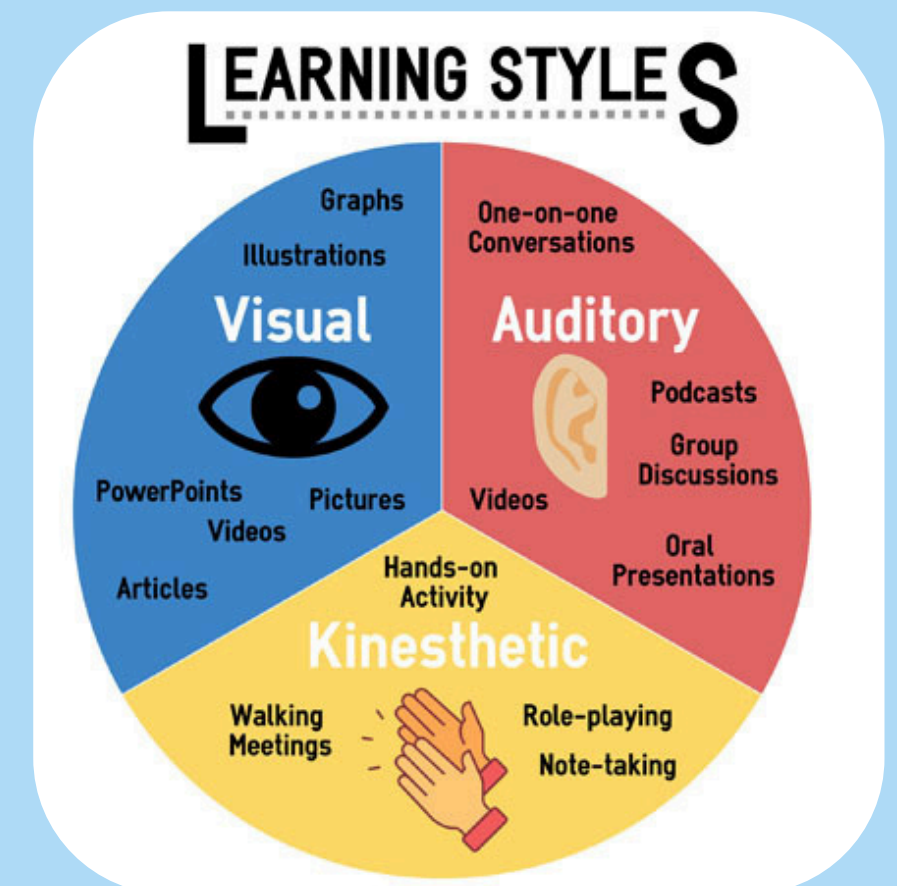 LEARNING STYLES
Graphs
Illustrations
Visual
PowerPoints
Pictures
Videos
Articles
One-on-one
Conversations
Auditory
Podcasts
Group
Discussions
Videos
Oral
Presentations
Hands-on
Activity
Kinesthetic
Walking
Meetings
Role-playing
Note-taking